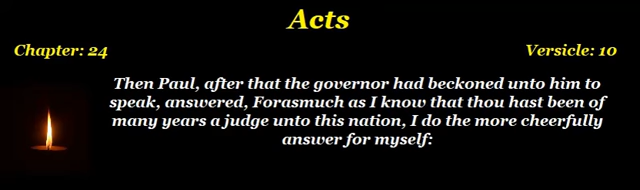 Acts
Chapter: 24
Versicle: 10
Then Paul, after that the governor had beckoned unto him to
speak, answered, Forasmuch as I know that thou hast been of
many years a judge unto this nation, I do the more cheerfully
answer for myself: